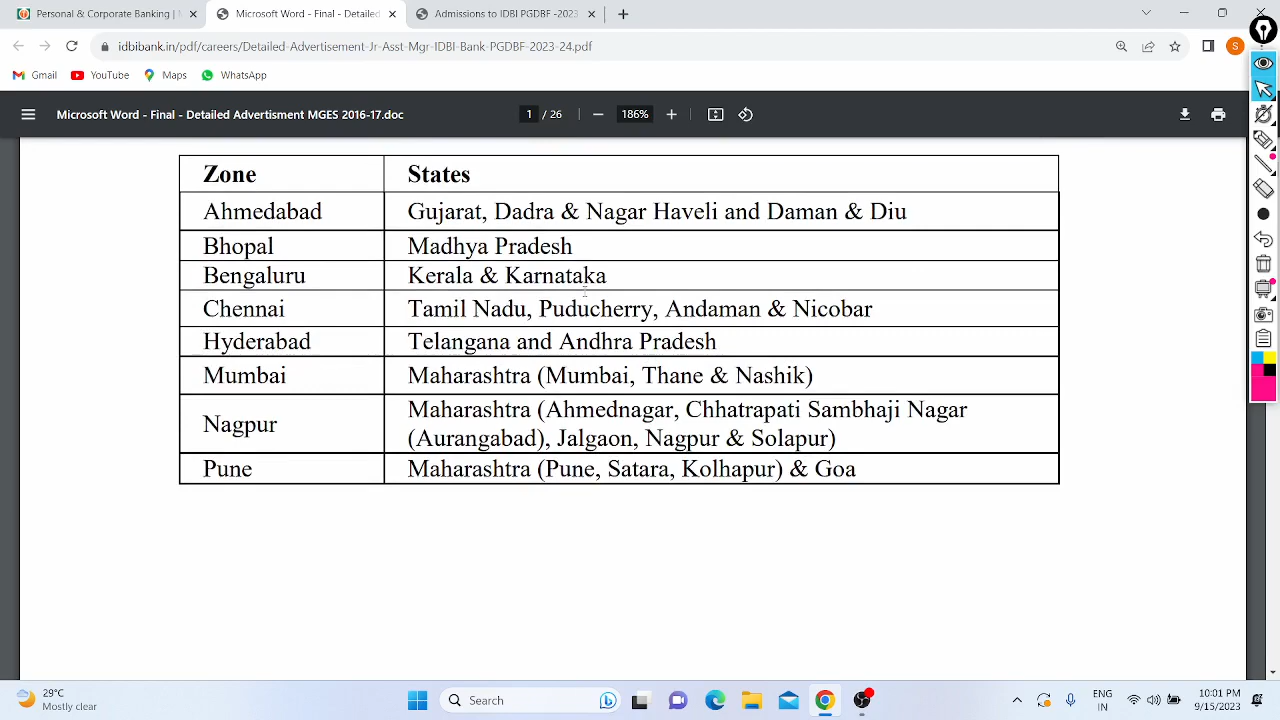 Personal & Corporate Banking |
Microsoft Word - Final - Detailed
Admissions to IDBI PGDBF -2023
idbibank.in/pdf/careers/Detailed-Advertisement-Jr-Asst-Mgr-IDBI-Bank-PGDBF-2023-24.pdf
S
Gmail YouTube Maps WhatsApp
Microsoft Word - Final - Detailed Advertisment MGES 2016-17.doc
1 / 26
186%
Zone States
Ahmedabad Gujarat, Dadra & Nagar Haveli and Daman & Diu
Bhopal Madhya Pradesh
Bengaluru Kerala & Karnataka
Chennai Tamil Nadu, Puducherry, Andaman & Nicobar
Hyderabad Telangana and Andhra Pradesh
Mumbai Maharashtra (Mumbai, Thane & Nashik)
Nagpur Maharashtra (Ahmednagar, Chhatrapati Sambhaji Nagar
(Aurangabad), Jalgaon, Nagpur & Solapur)
Pune Maharashtra (Pune, Satara, Kolhapur) & Goa
29°C
Mostly clear
Search
ENG
IN
10:01 PM
9/15/2023